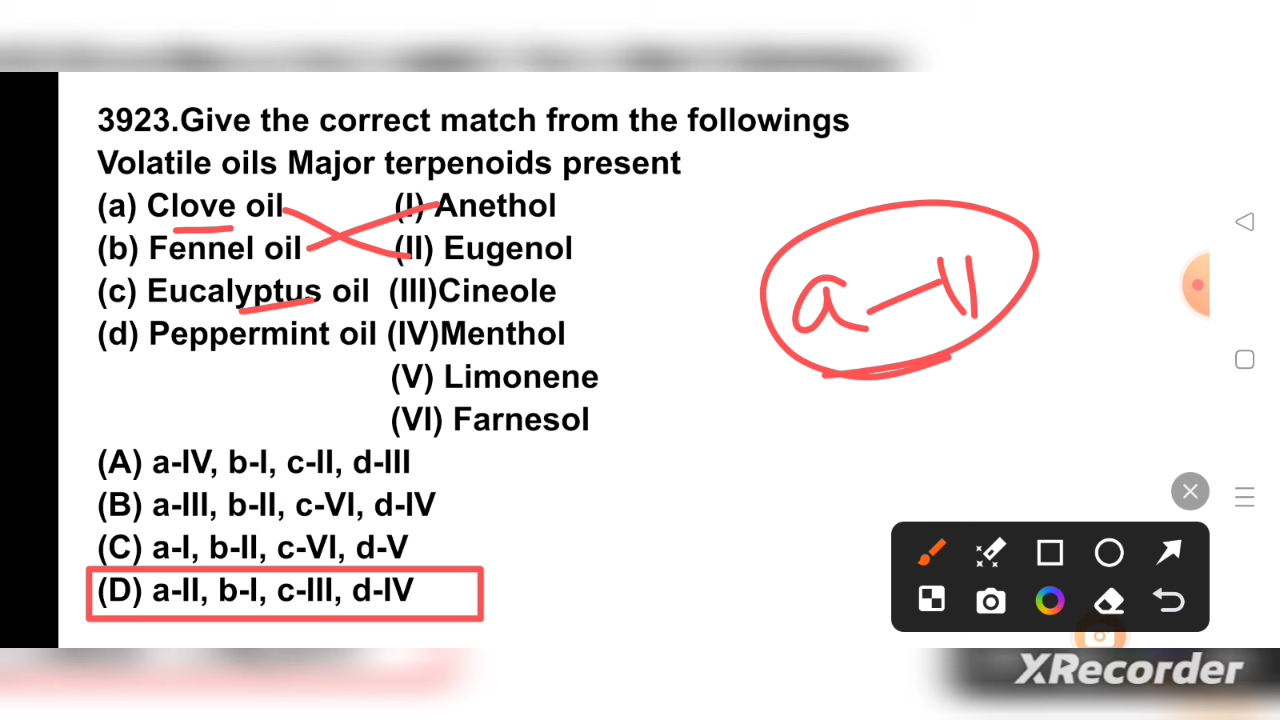 3923.Give the correct match from the followings
Volatile oils Major terpenoids present
(a) Clove oil (I) Anethol
(b) Fennel oil (II) Eugenol
(c) Eucalyptus oil (III)Cineole
(d) Peppermint oil (IV)Menthol
(V) Limonene
(VI) Farnesol
a-II
(A) a-IV, b-I, c-II, d-III
(B) a-III, b-II, c-VI, d-IV
(C) a-I, b-II, c-VI, d-V
(D) a-II, b-I, c-III, d-IV
XRecorder